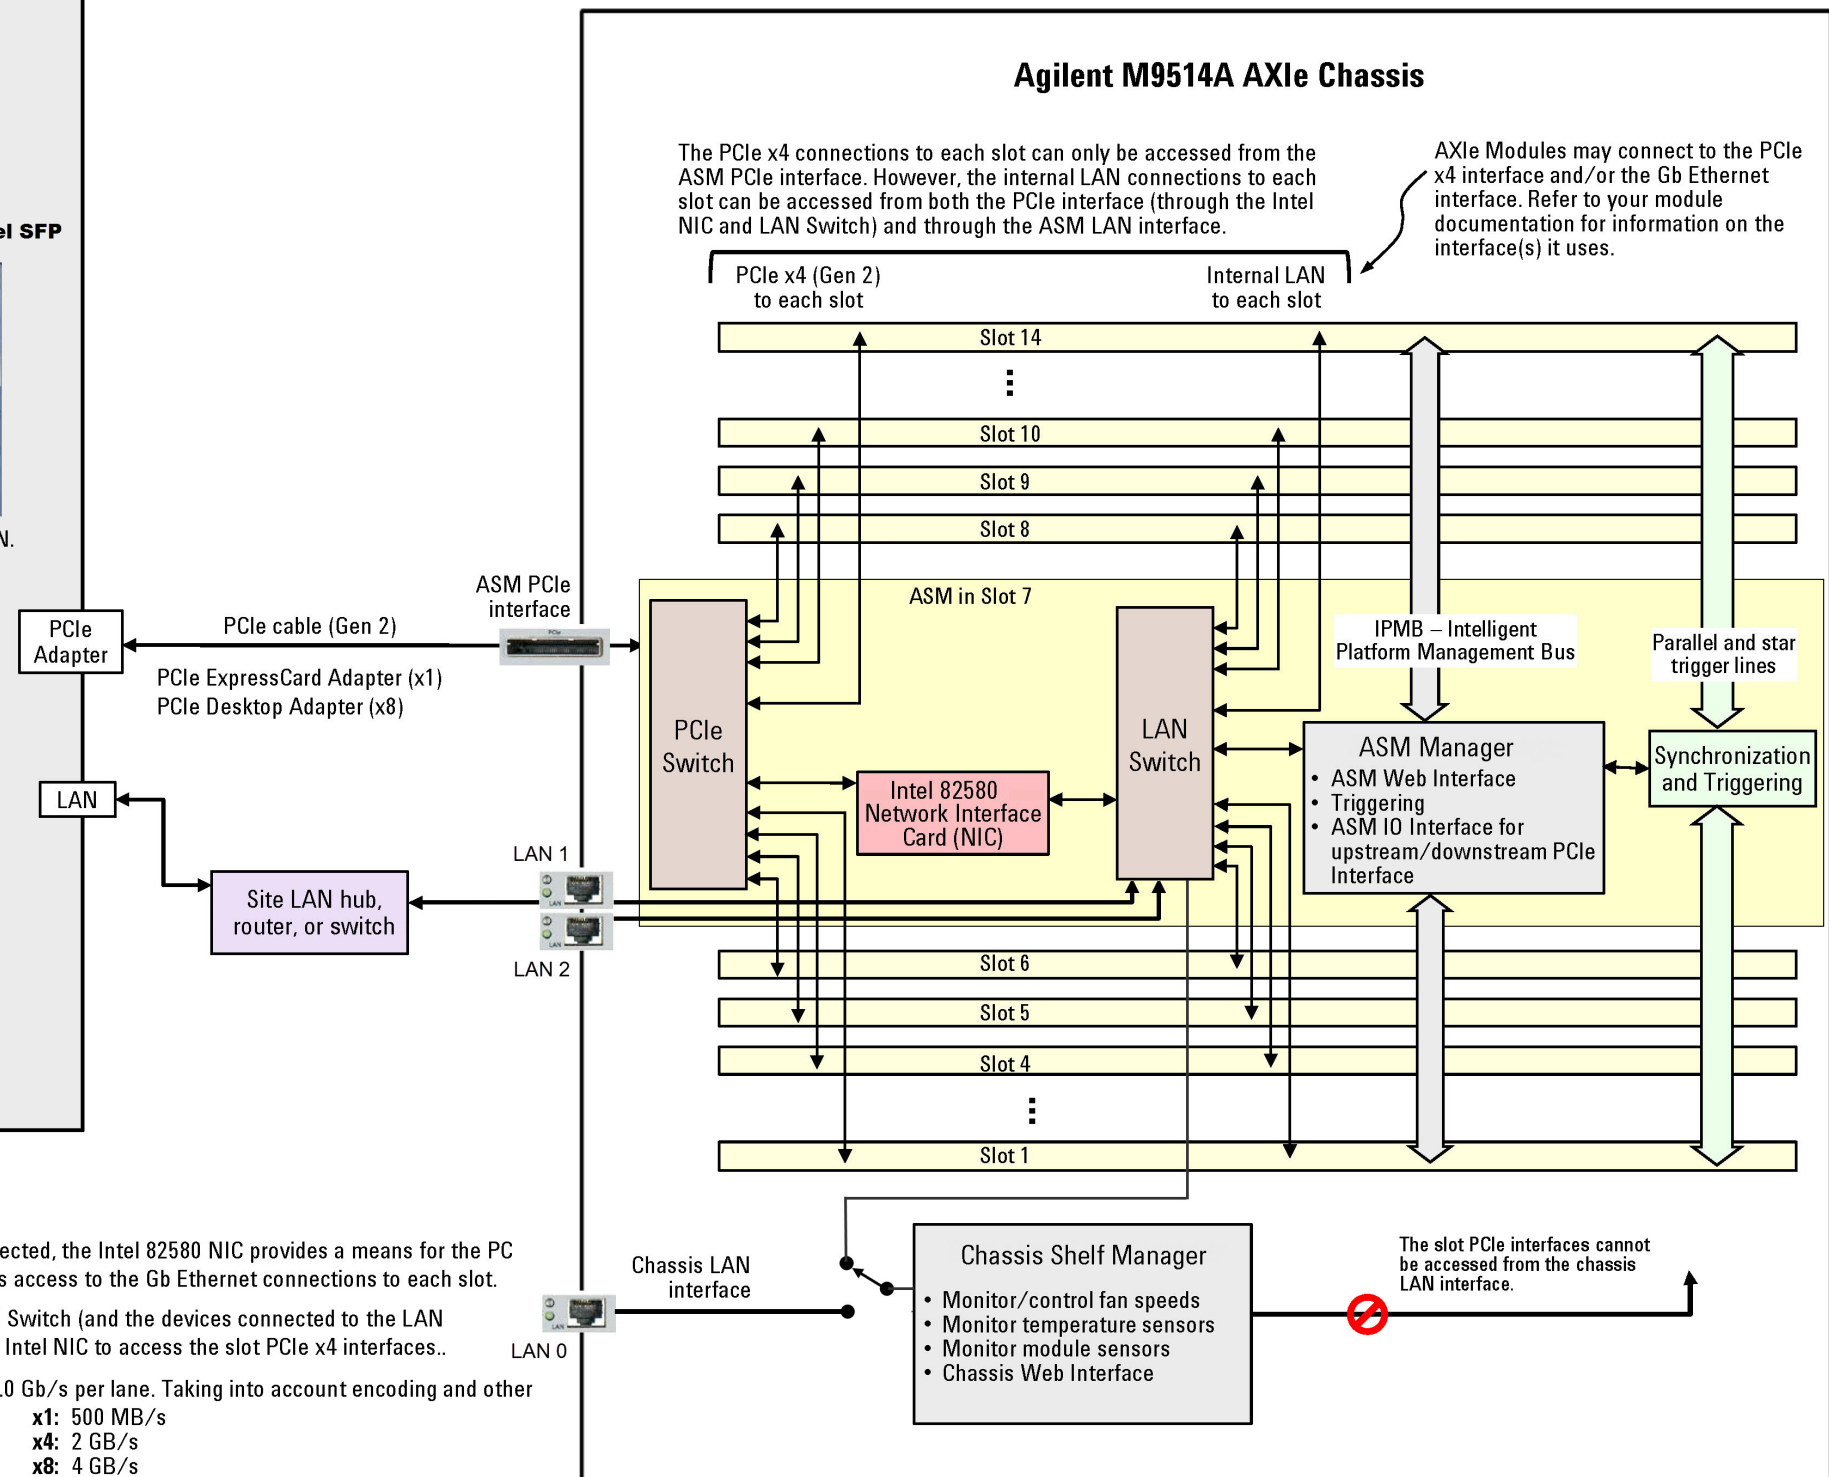 Agilent M9514A AXIe Chassis
The PCIe x4 connections to each slot can only be accessed from the
ASM PCIe interface. However, the internal LAN connections to each
slot can be accessed from both the PCIe interface (through the Intel
NIC and LAN Switch) and through the ASM LAN interface.
AXIe Modules may connect to the PCIe
x4 interface and/or the Gb Ethernet
interface. Refer to your module
documentation for information on the
interface(s) it uses.
el SFP
PCIe x4 (Gen 2)
to each slot
Internal LAN
to each slot
Slot 14
Slot 10
Slot 9
Slot 8
N.
ASM PCIe
interface
ASM in Slot 7
PCIe
Adapter
PCIe cable (Gen 2)
PCIe
PCIe ExpressCard Adapter (x1)
PCIe Desktop Adapter (x8)
IPMB – Intelligent
Platform Management Bus
Parallel and star
trigger lines
PCIe
Switch
LAN
Switch
ASM Manager
• ASM Web Interface
• Triggering
• ASM IO Interface for
upstream/downstream PCIe
Interface
Synchronization
and Triggering
Intel 82580
Network Interface
Card (NIC)
LAN
LAN 1
LAN
Site LAN hub,
router, or switch
LAN
LAN 2
Slot 6
Slot 5
Slot 4
Slot 1
ected, the Intel 82580 NIC provides a means for the PC
s access to the Gb Ethernet connections to each slot.
Switch (and the devices connected to the LAN
Intel NIC to access the slot PCIe x4 interfaces..
.0 Gb/s per lane. Taking into account encoding and other
x1: 500 MB/s
x4: 2 GB/s
x8: 4 GB/s
Chassis LAN
interface
LAN
LAN 0
Chassis Shelf Manager
• Monitor/control fan speeds
• Monitor temperature sensors
• Monitor module sensors
• Chassis Web Interface
The slot PCIe interfaces cannot
be accessed from the chassis
LAN interface.